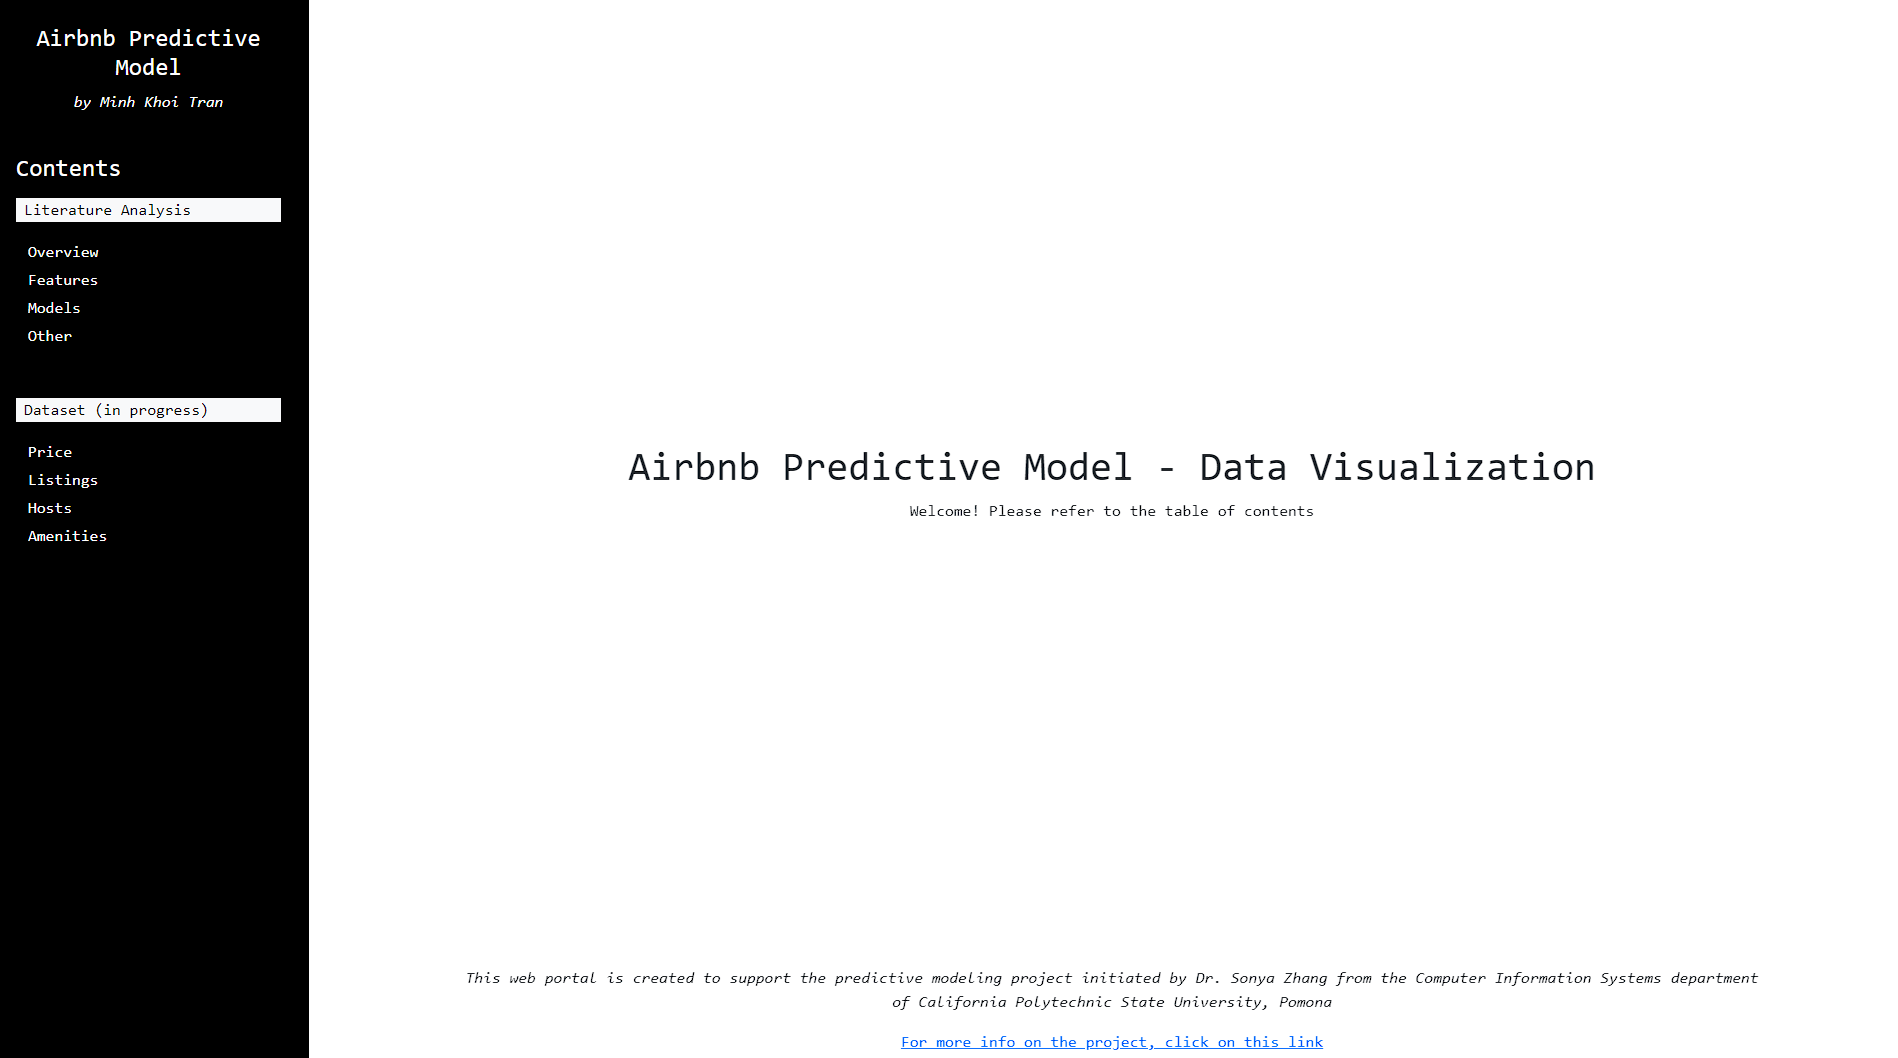 Airbnb Predictive
Model
by Minh Khoi Tran
Contents
Literature Analysis
Overview
Features
Models
Other
Dataset (in progress)
Price
Listings
Hosts
Amenities
Airbnb Predictive Model - Data Visualization
Welcome! Please refer to the table of contents
This web portal is created to support the predictive modeling project initiated by Dr. Sonya Zhang from the Computer Information Systems department
of California Polytechnic State University, Pomona
For more info on the project, click on this link